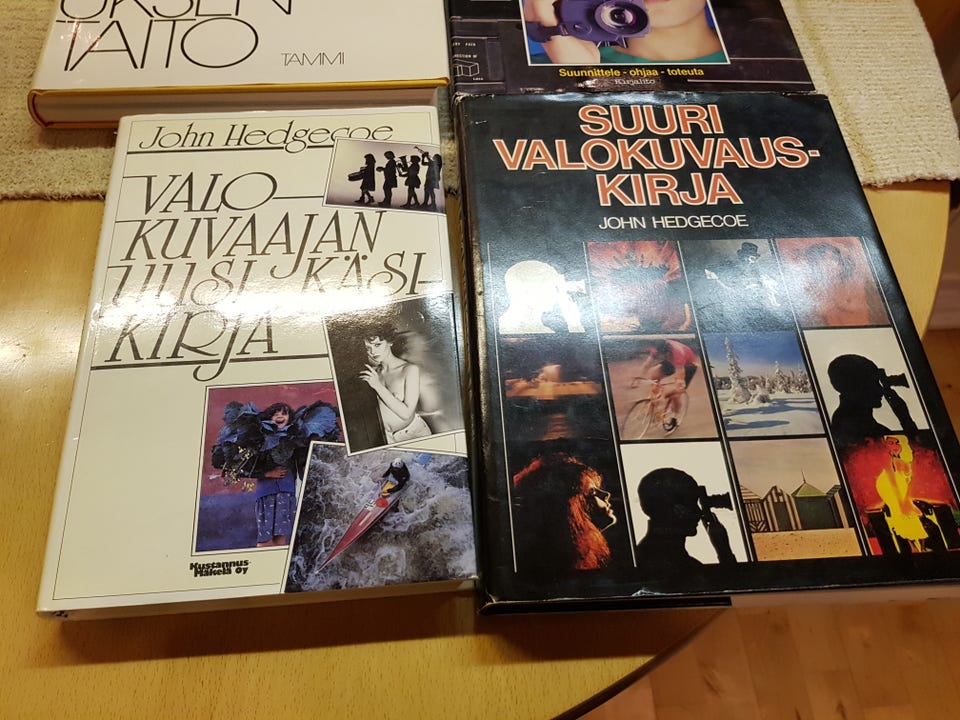 TAITO
TAMMI
Suunnittele - ohjaa - toteuta
Kirjalito
John Hedgecoe
VALO
KUVAAJAN
UUSI KÄSI-
KIRJA
Kustannus-
Mäkelä Oy
SUURI
VALOKUVAUS-
KIRJA
JOHN HEDGECOE